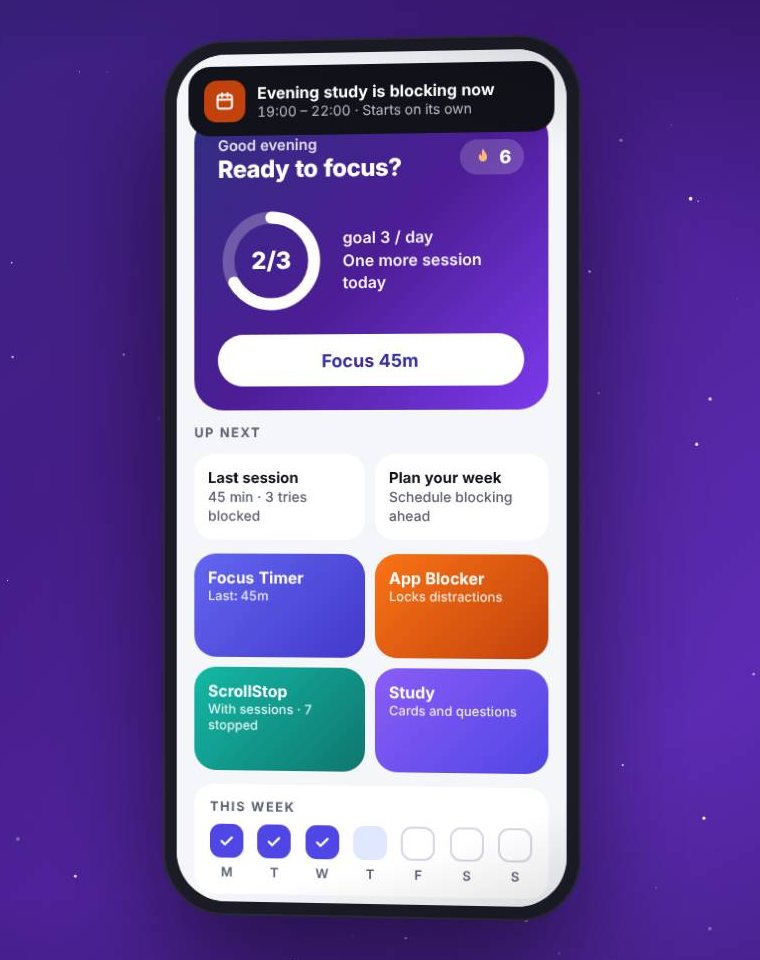 Evening study is blocking now
19:00 – 22:00 · Starts on its own
Good evening
Ready to focus?
6
2/3
goal 3 / day
One more session
today
Focus 45m
UP NEXT
Last session
45 min · 3 tries
blocked
Plan your week
Schedule blocking
ahead
Focus Timer
Last: 45m
App Blocker
Locks distractions
ScrollStop
With sessions · 7
stopped
Study
Cards and questions
THIS WEEK
M T W T F S S